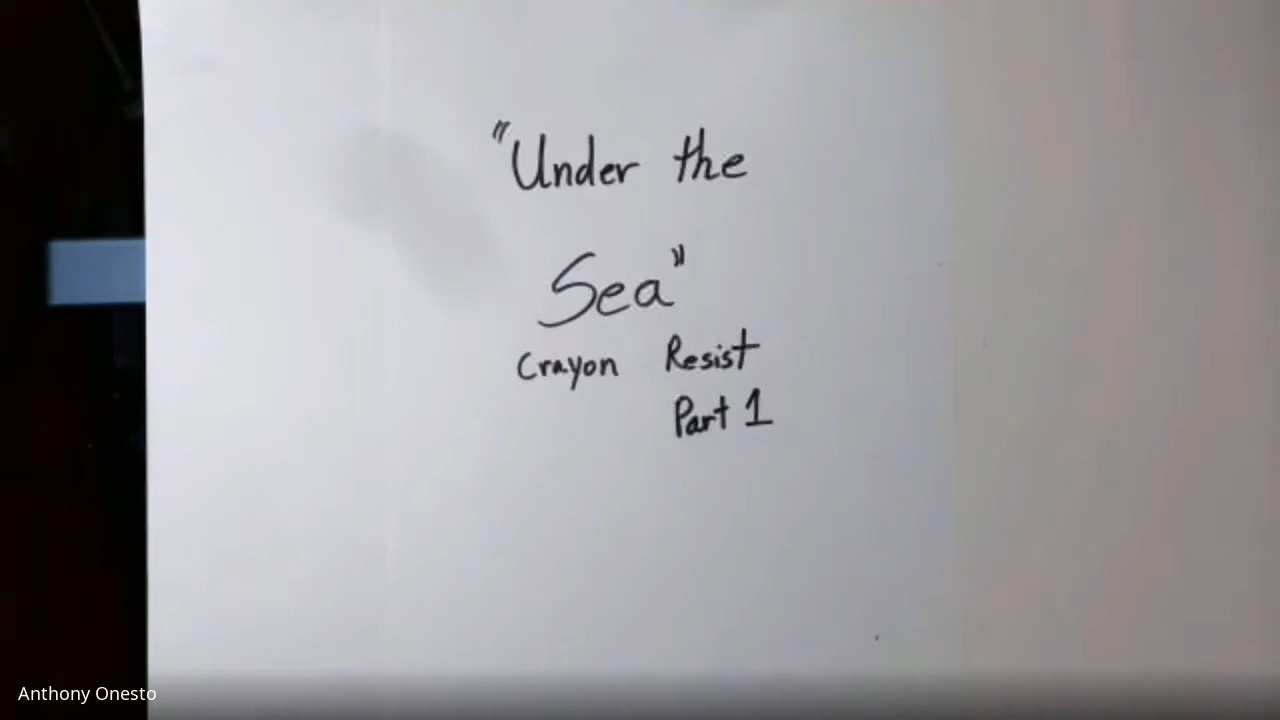 "Under the
Sea"
Crayon Resist
Part 1
Anthony Onesto